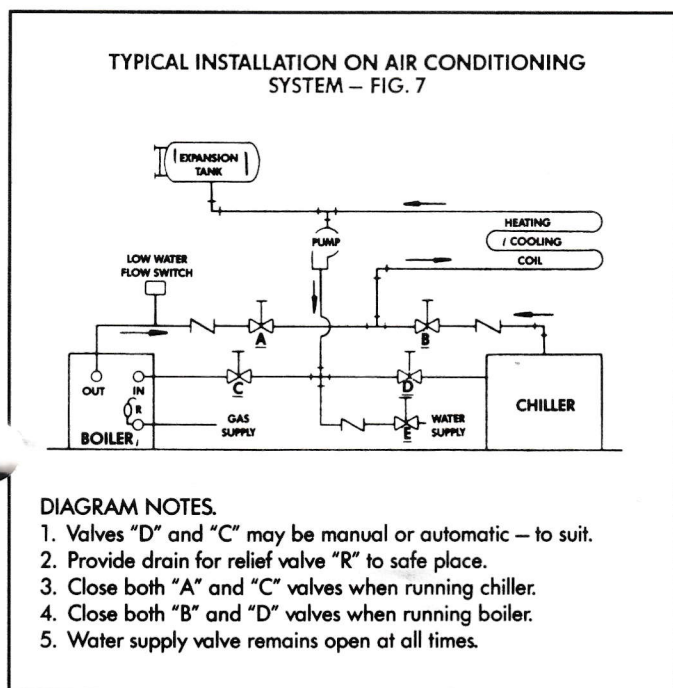 TYPICAL INSTALLATION ON AIR CONDITIONING
SYSTEM – FIG. 7
EXPANSION
TANK
HEATING
/ COOLING
COIL
PUMP
LOW WATER
FLOW SWITCH
A
B
C
D
OUT
IN
R
BOILER
GAS
SUPPLY
E
WATER
SUPPLY
CHILLER
DIAGRAM NOTES.
1. Valves "D" and "C" may be manual or automatic – to suit.
2. Provide drain for relief valve "R" to safe place.
3. Close both "A" and "C" valves when running chiller.
4. Close both "B" and "D" valves when running boiler.
5. Water supply valve remains open at all times.